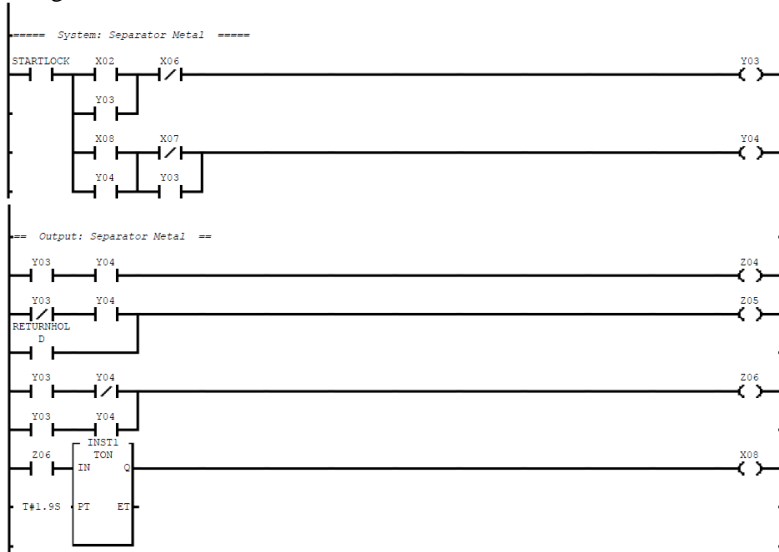 ===== System: Separator Metal =====
STARTLOCK X02 X06 Y03
Y03
X08 X07 Y04
Y04 Y03
== Output: Separator Metal ==
Y03 Y04 Z04
Y03 Y04 Z05
RETURNHOL
D
Y03 Y04 Z06
Y03 Y04
INST1
Z06 TON X08
IN Q
T#1.9S PT ET